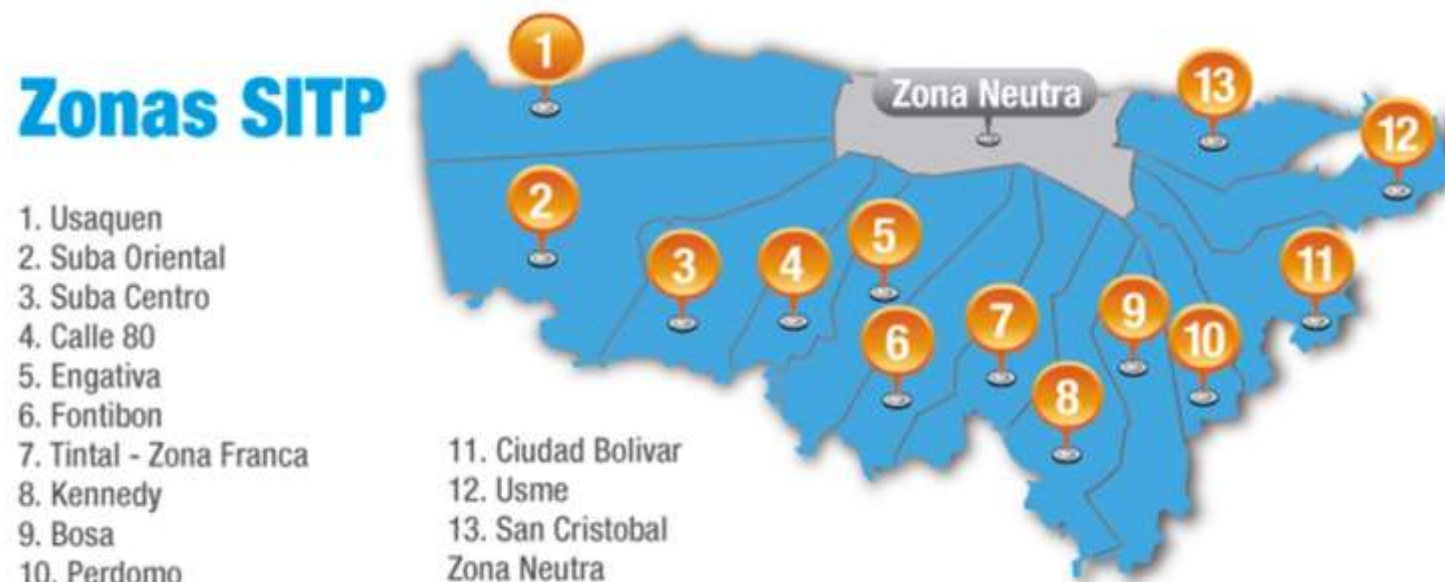 Zonas SITP
1. Usaquen
2. Suba Oriental
3. Suba Centro
4. Calle 80
5. Engativa
6. Fontibon
7. Tintal - Zona Franca
8. Kennedy
9. Bosa
10. Perdomo
11. Ciudad Bolivar
12. Usme
13. San Cristobal
Zona Neutra
1
Zona Neutra
13
12
2
3
4
5
11
6
7
9
10
8